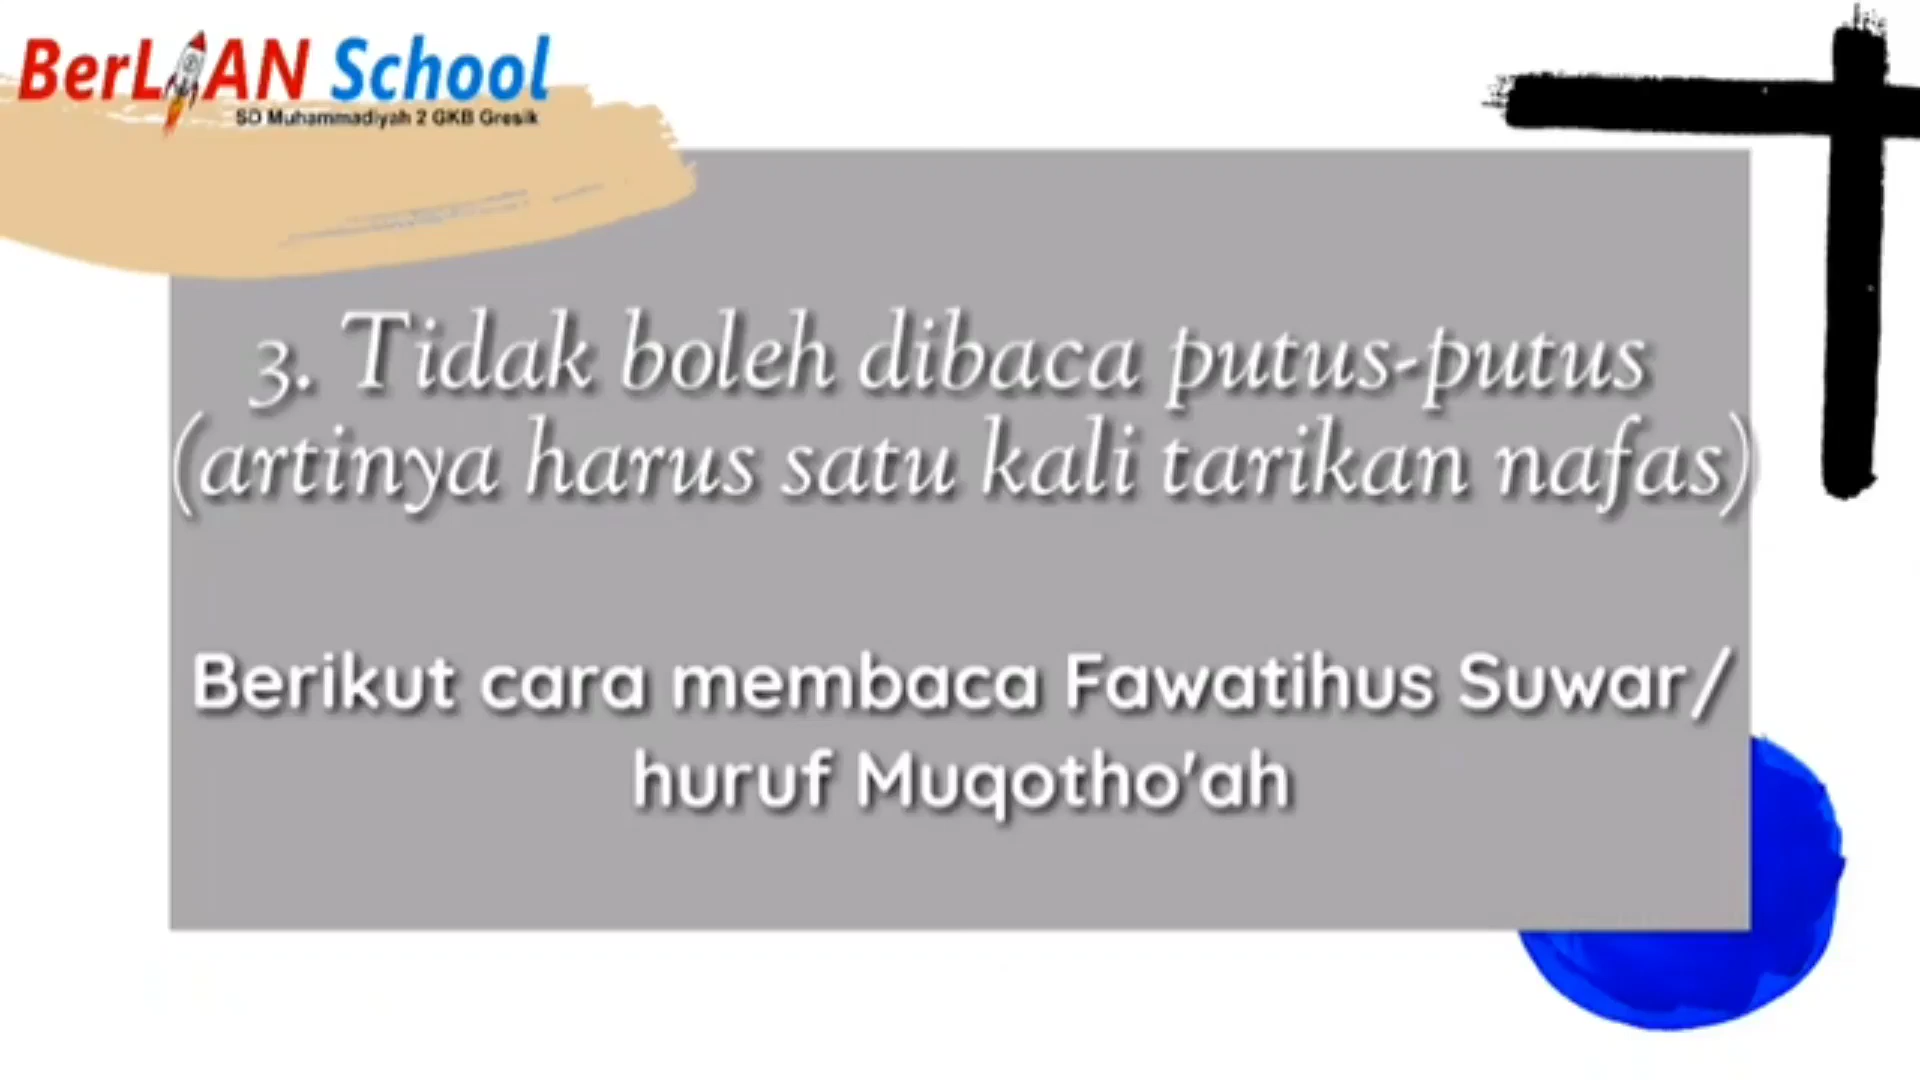 BerLIAN School
SD Muhammadiyah 2 GKB Gresik
3. Tidak boleh dibaca putus-putus
(artinya harus satu kali tarikan nafas)
Berikut cara membaca Fawatihus Suwar/
huruf Muqotho'ah